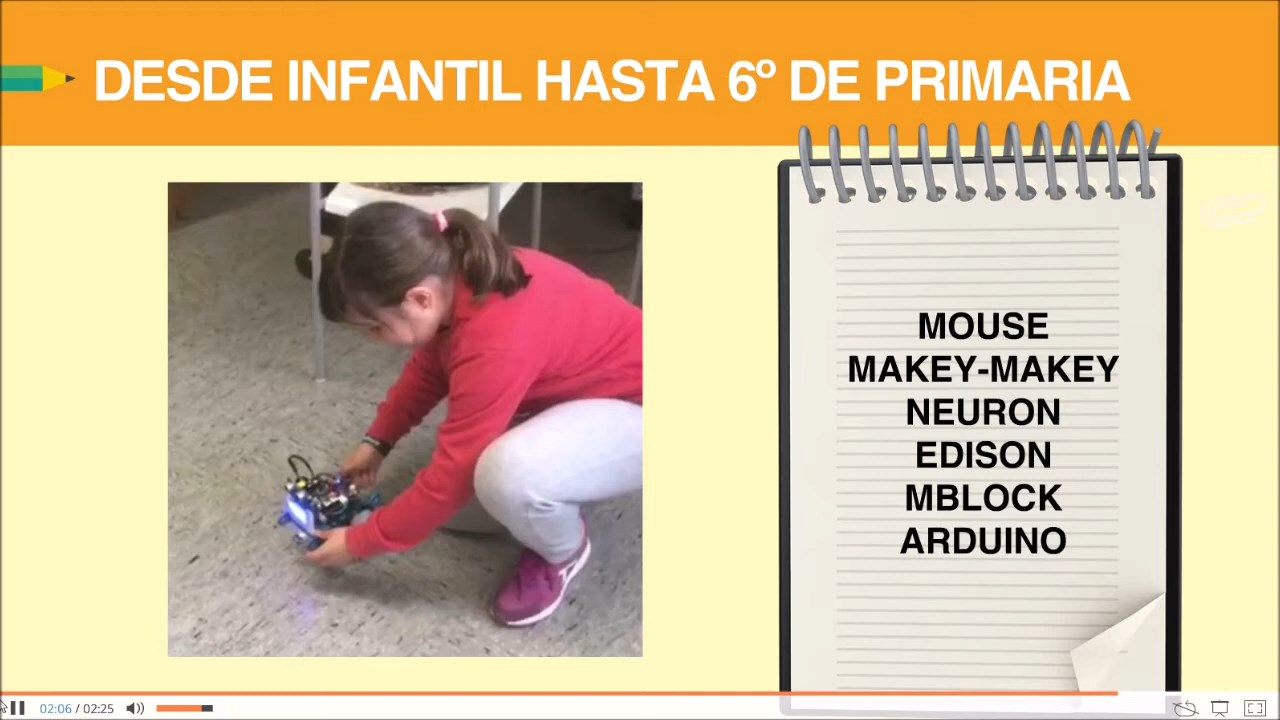 DESDE INFANTIL HASTA 6º DE PRIMARIA
MOUSE
MAKEY-MAKEY
NEURON
EDISON
MBLOCK
ARDUINO
02:06 / 02:25